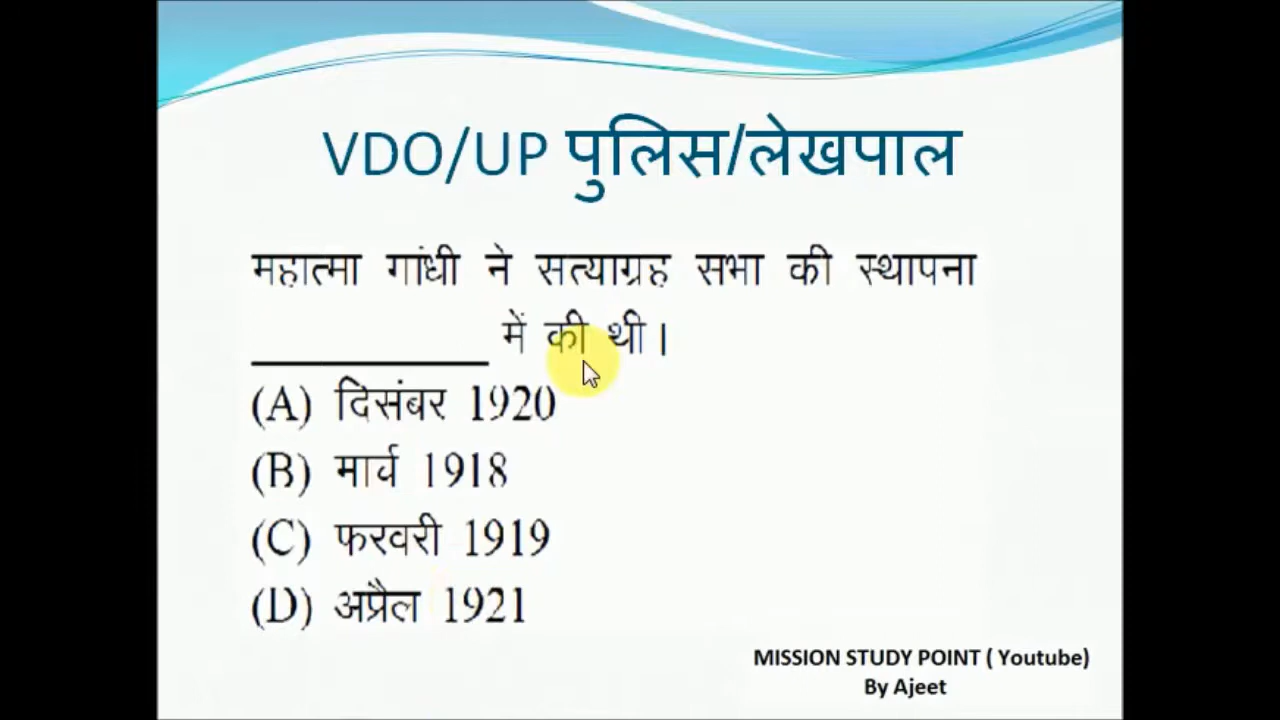 VDO/UP पुलिस/लेखपाल
महात्मा गांधी ने सत्याग्रह सभा की स्थापना
__________ में की थी।
(A) दिसंबर 1920
(B) मार्च 1918
(C) फरवरी 1919
(D) अप्रैल 1921
MISSION STUDY POINT ( Youtube)
By Ajeet